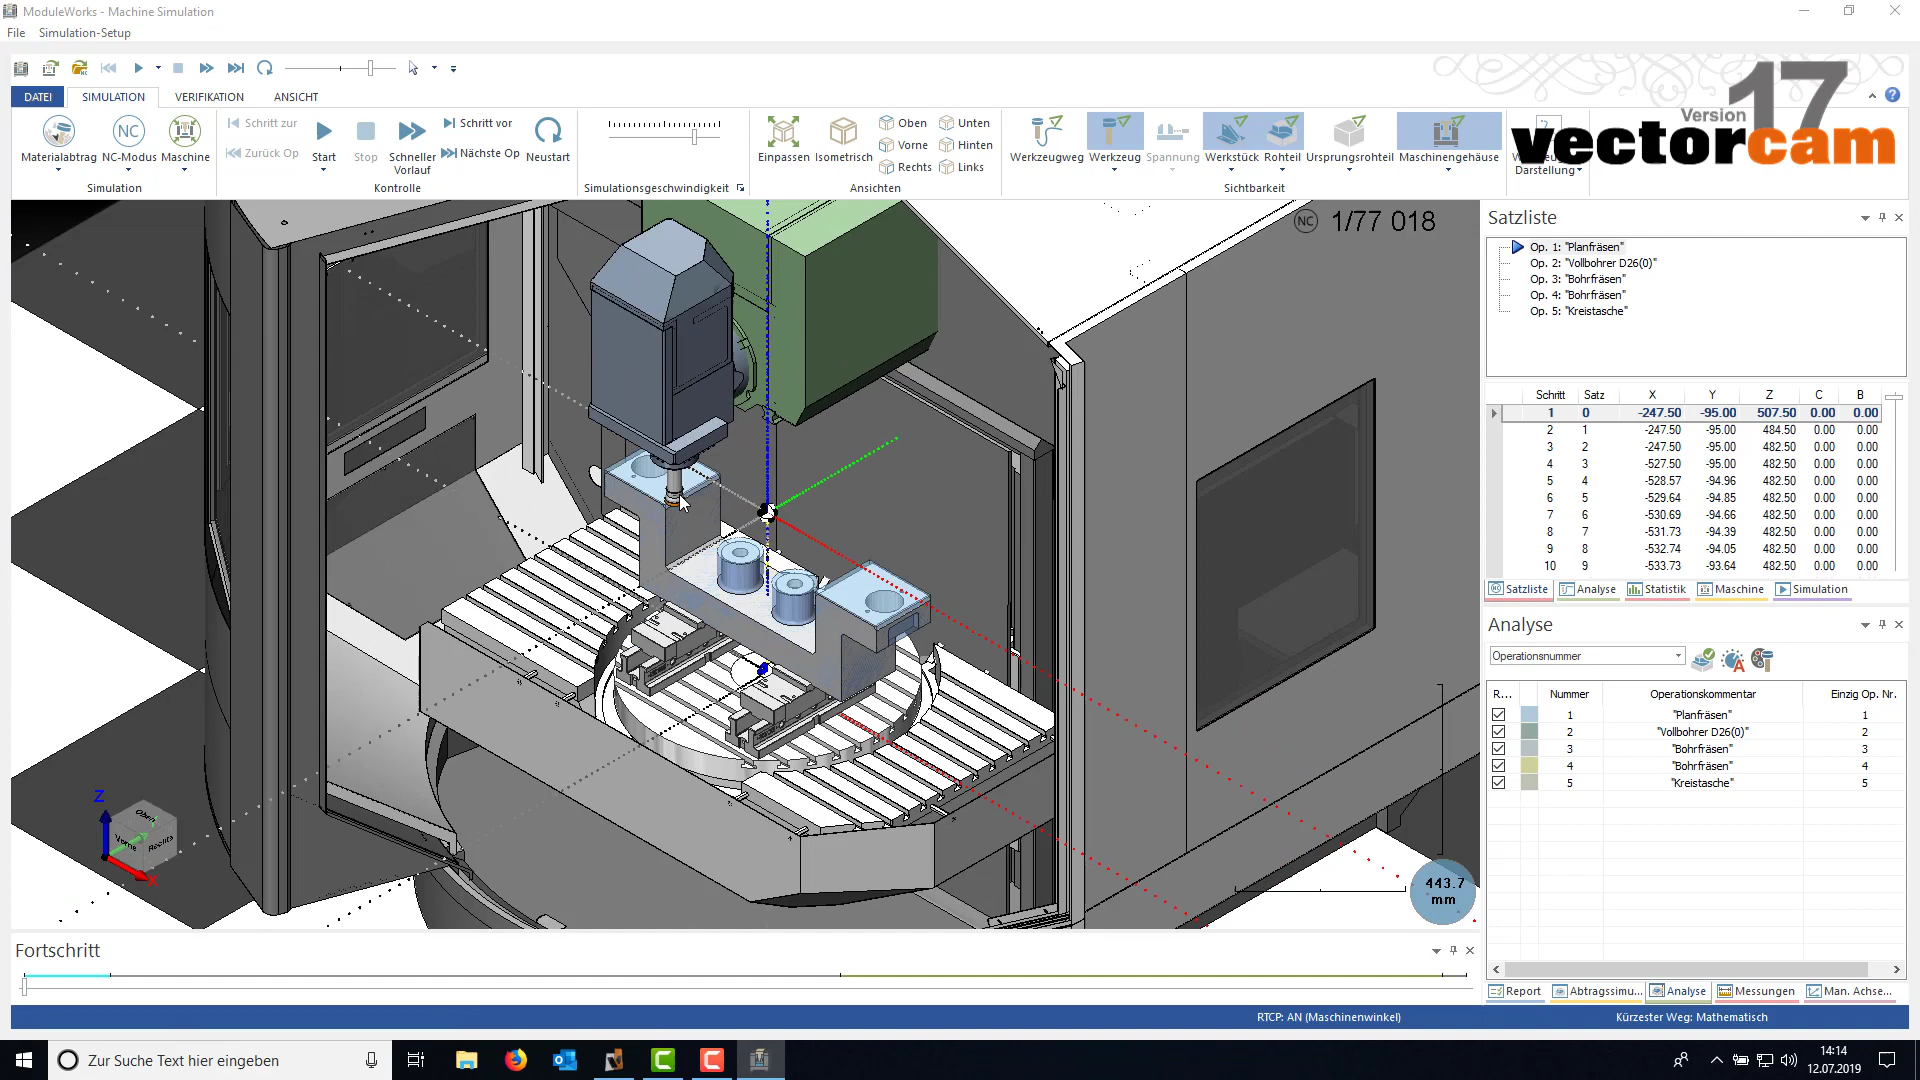 ModuleWorks - Machine Simulation
File Simulation-Setup
DATEI SIMULATION VERIFIKATION ANSICHT
Version 17
vectorcam
Materialabtrag NC-Modus Maschine
Simulation
Schritt zur
Zurück Op
Start
Stop
Schneller Vorlauf
Schritt vor
Nächste Op
Neustart
Kontrolle
Simulationsgeschwindigkeit
Einpassen Isometrisch
Oben Unten
Vorne Hinten
Rechts Links
Ansichten
Werkzeugweg Werkzeug Spannung Werkstück Rohteil Ursprungsrohteil Maschinengehäuse
Sichtbarkeit
Darstellung
NC 1/77 018
Satzliste
Op. 1: "Planfräsen"
Op. 2: "Vollbohrer D26(0)"
Op. 3: "Bohrfräsen"
Op. 4: "Bohrfräsen"
Op. 5: "Kreistasche"
Schritt Satz X Y Z C B
1 0 -247.50 -95.00 507.50 0.00 0.00
2 1 -247.50 -95.00 484.50 0.00 0.00
3 2 -247.50 -95.00 482.50 0.00 0.00
4 3 -527.50 -95.00 482.50 0.00 0.00
5 4 -528.57 -94.96 482.50 0.00 0.00
6 5 -529.64 -94.85 482.50 0.00 0.00
7 6 -530.69 -94.66 482.50 0.00 0.00
8 7 -531.73 -94.39 482.50 0.00 0.00
9 8 -532.74 -94.05 482.50 0.00 0.00
10 9 -533.73 -93.64 482.50 0.00 0.00
Satzliste Analyse Statistik Maschine Simulation
Analyse
Operationsnummer
R... Nummer Operationskommentar Einzig Op. Nr.
1 "Planfräsen" 1
2 "Vollbohrer D26(0)" 2
3 "Bohrfräsen" 3
4 "Bohrfräsen" 4
5 "Kreistasche" 5
Report Abtragssimu... Analyse Messungen Man. Achse...
Z
Oben
Vorne
Rechts
X
443.7
mm
Fortschritt
RTCP: AN (Maschinenwinkel) Kürzester Weg: Mathematisch
Zur Suche Text hier eingeben
14:14
12.07.2019